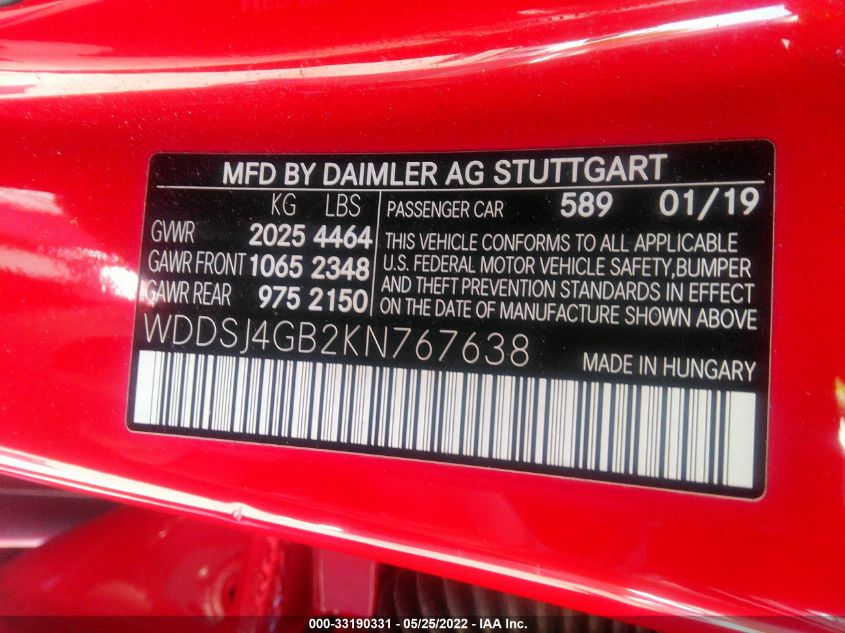 MFD BY DAIMLER AG STUTTGART
KG LBS
GVWR 2025 4464
GAWR FRONT 1065 2348
GAWR REAR 975 2150
PASSENGER CAR 589 01/19
THIS VEHICLE CONFORMS TO ALL APPLICABLE
U.S. FEDERAL MOTOR VEHICLE SAFETY,BUMPER
AND THEFT PREVENTION STANDARDS IN EFFECT
ON THE DATE OF MANUFACTURE SHOWN ABOVE
WDDSJ4GB2KN767638
MADE IN HUNGARY
000-33190331 - 05/25/2022 - IAA Inc.